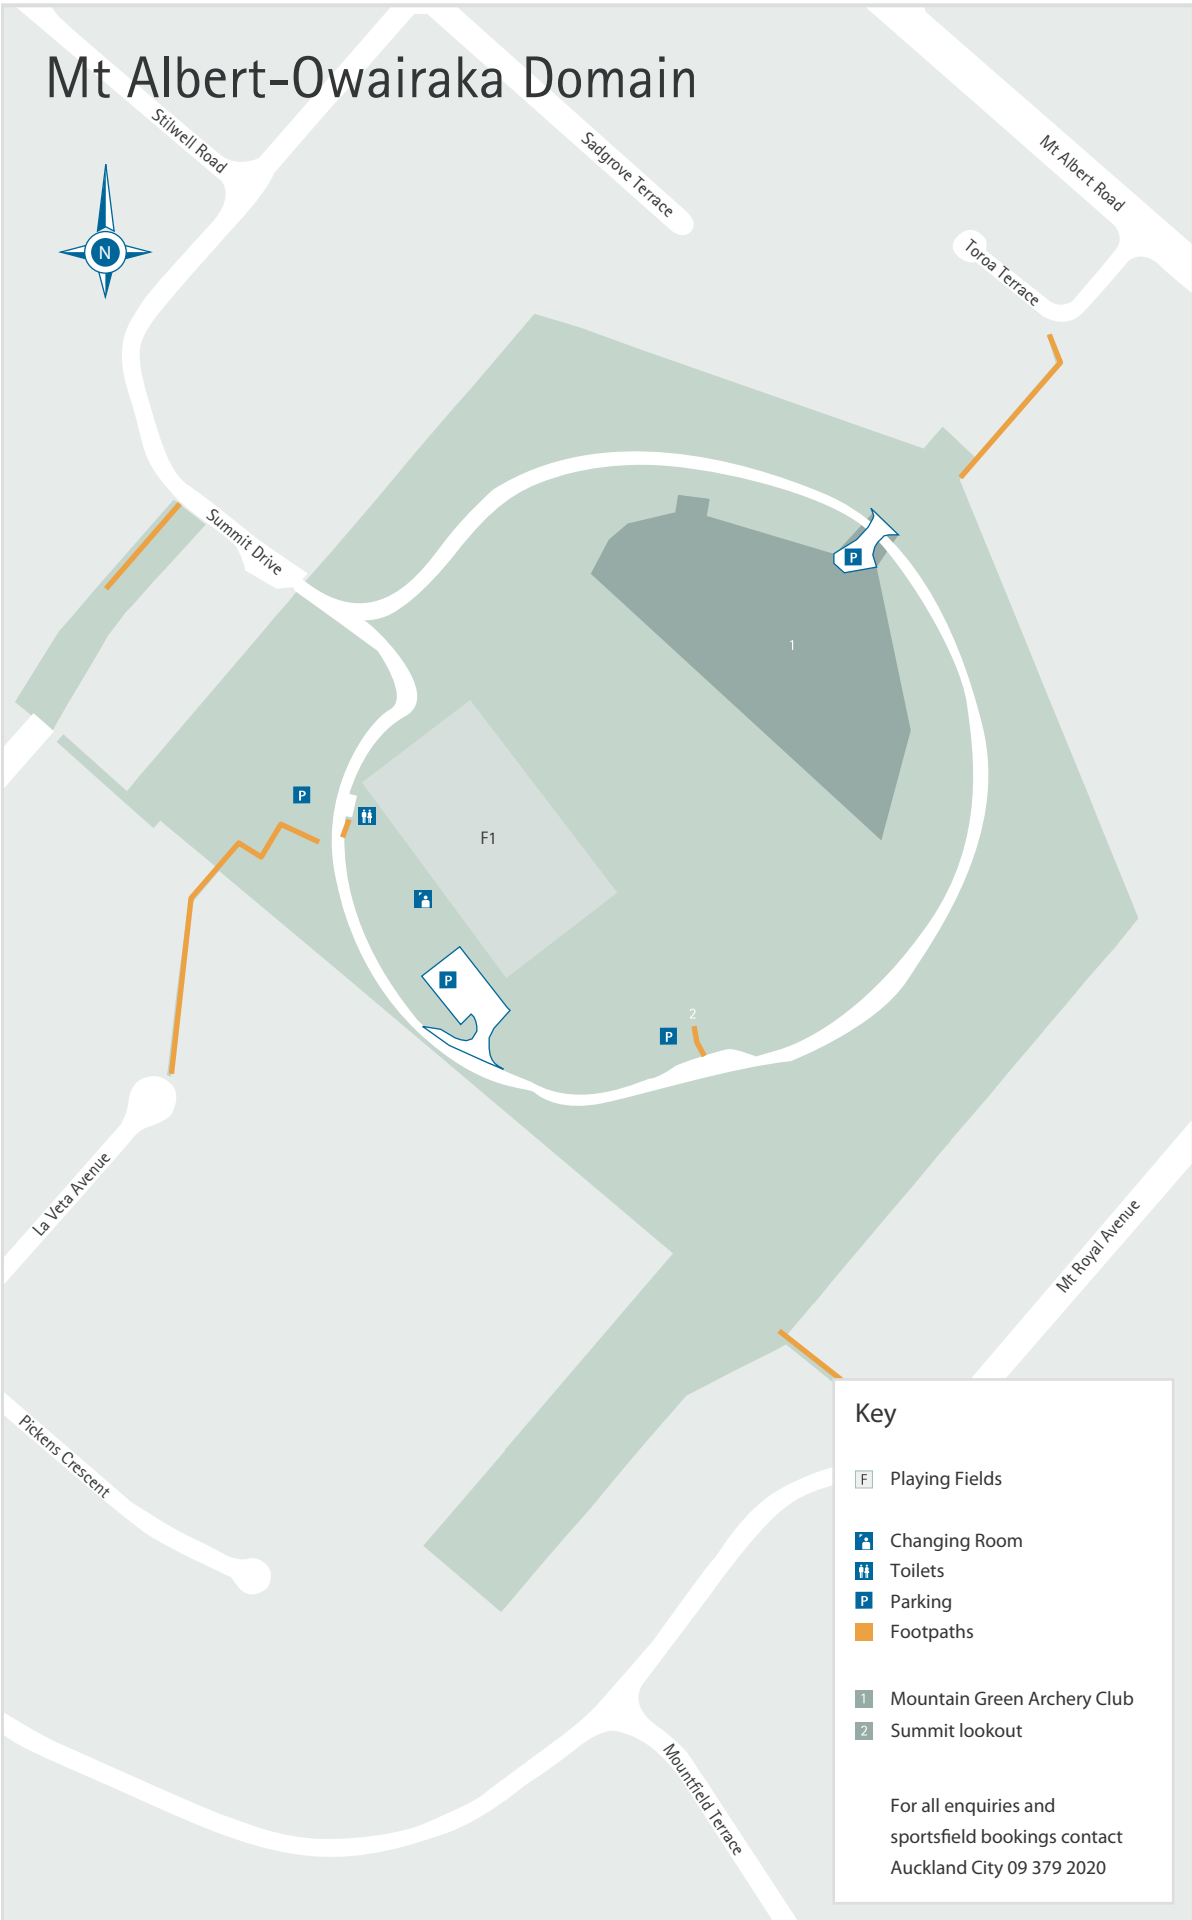 Mt Albert-Owairaka Domain
Stilwell Road
Sadgrove Terrace
Mt Albert Road
N
Toroa Terrace
Summit Drive
P
1
P
F1
P
2
P
La Veta Avenue
Mt Royal Avenue
Pickens Crescent
Mountfield Terrace
Key
F Playing Fields
Changing Room
Toilets
P Parking
Footpaths
1 Mountain Green Archery Club
2 Summit lookout
For all enquiries and
sportsfield bookings contact
Auckland City 09 379 2020